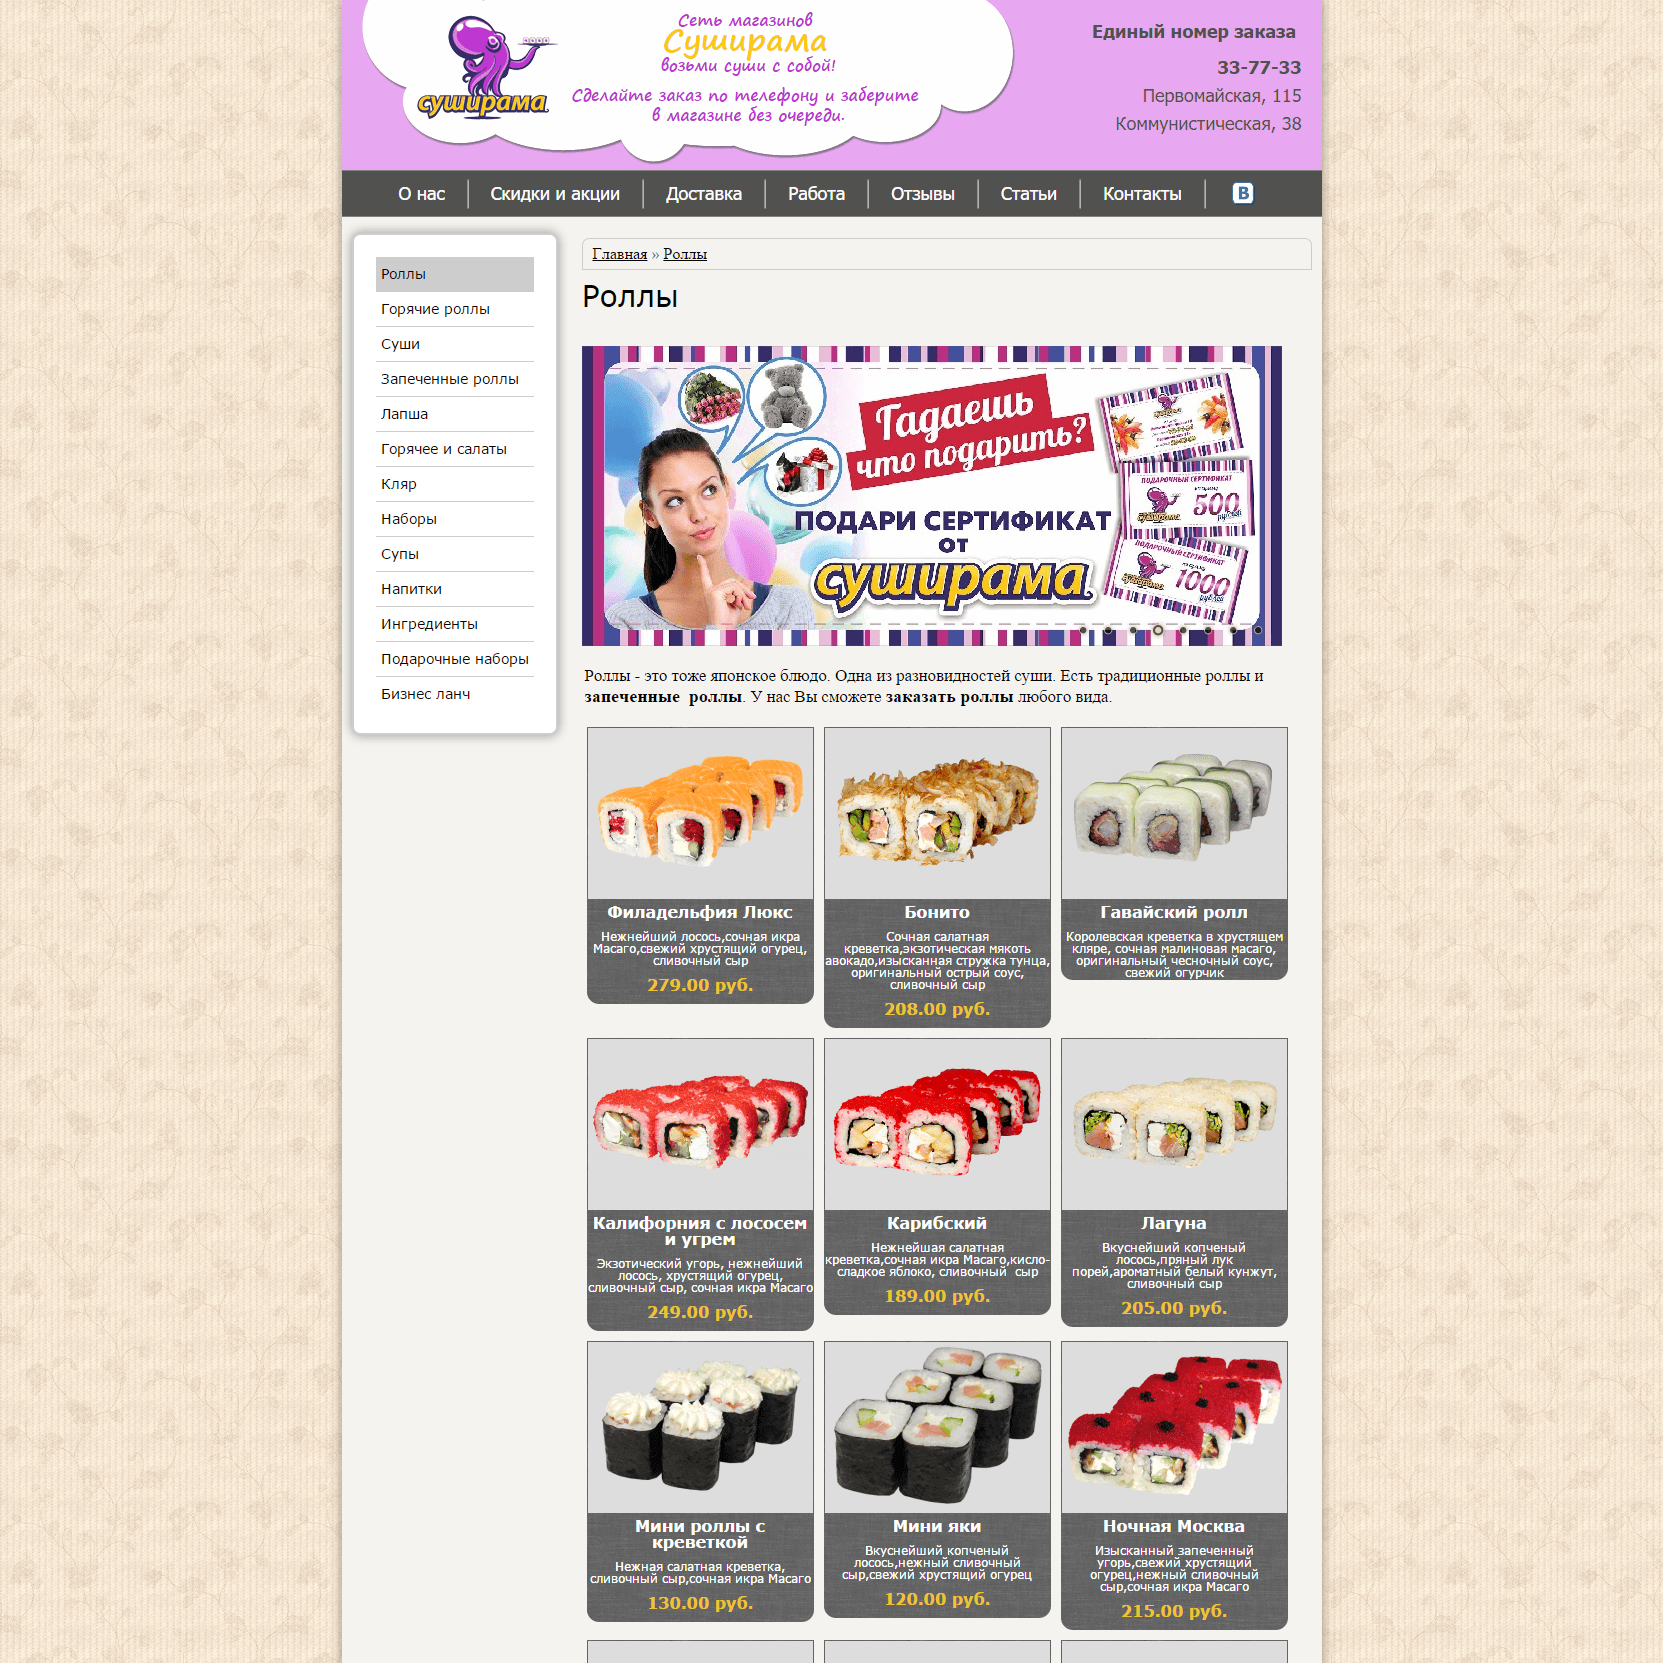 Сеть магазинов
Суширама
возьми суши с собой!
Сделайте заказ по телефону и заберите
в магазине без очереди.
суширама
Единый номер заказа
33-77-33
Первомайская, 115
Коммунистическая, 38
О нас
Скидки и акции
Доставка
Работа
Отзывы
Статьи
Контакты
В
Роллы
Горячие роллы
Суши
Запеченные роллы
Лапша
Горячее и салаты
Кляр
Наборы
Супы
Напитки
Ингредиенты
Подарочные наборы
Бизнес ланч
Главная » Роллы
Роллы
Гадаешь
что подарить?
ПОДАРИ СЕРТИФИКАТ
ОТ
суширама
суширама
ПОДАРОЧНЫЙ СЕРТИФИКАТ
500
рублей
суширама
ПОДАРОЧНЫЙ СЕРТИФИКАТ
1000
рублей
суширама
Роллы - это тоже японское блюдо. Одна из разновидностей суши. Есть традиционные роллы и
запеченные  роллы. У нас Вы сможете заказать роллы любого вида.
Филадельфия Люкс
Нежнейший лосось,сочная икра
Масаго,свежий хрустящий огурец,
сливочный сыр
279.00 руб.
Бонито
Сочная салатная
креветка,экзотическая мякоть
авокадо,изысканная стружка тунца,
оригинальный острый соус,
сливочный сыр
208.00 руб.
Гавайский ролл
Королевская креветка в хрустящем
кляре, сочная малиновая масаго,
оригинальный чесночный соус,
свежий огурчик
Калифорния с лососем
и угрем
Экзотический угорь, нежнейший
лосось, хрустящий огурец,
сливочный сыр, сочная икра Масаго
249.00 руб.
Карибский
Нежнейшая салатная
креветка,сочная икра Масаго,кисло-
сладкое яблоко, сливочный  сыр
189.00 руб.
Лагуна
Вкуснейший копченый
лосось,пряный лук
порей,ароматный белый кунжут,
сливочный сыр
205.00 руб.
Мини роллы с
креветкой
Нежная салатная креветка,
сливочный сыр,сочная икра Масаго
130.00 руб.
Мини яки
Вкуснейший копченый
лосось,нежный сливочный
сыр,свежий хрустящий огурец
120.00 руб.
Ночная Москва
Изысканный запеченный
угорь,свежий хрустящий
огурец,нежный сливочный
сыр,сочная икра Масаго
215.00 руб.